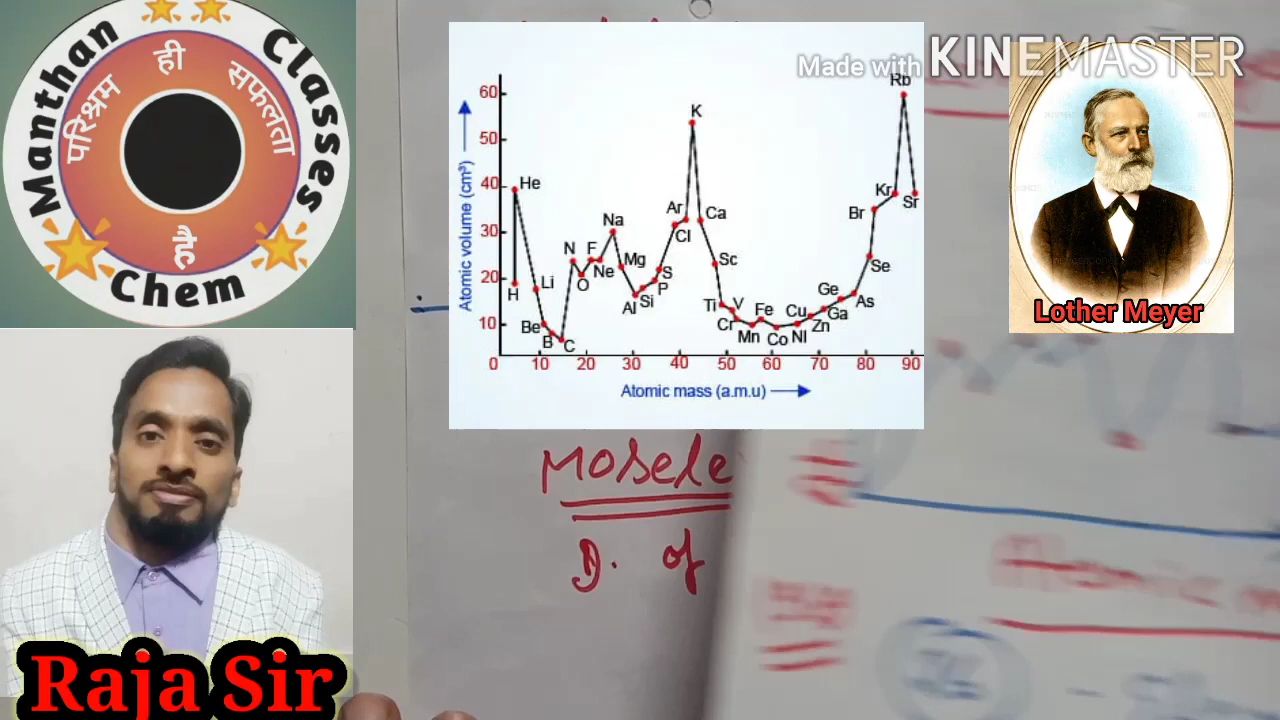 Manthan Classes
Chem
परिश्रम ही सफलता
है
Raja Sir
Made with KINEMASTER
Lother Meyer
Atomic volume (cm³)
60
50
40
30
20
10
0 10 20 30 40 50 60 70 80 90
Atomic mass (a.m.u)
H
He
Li
Be
B
C
N
O
F
Ne
Na
Mg
Al
Si
P
S
Cl
Ar
K
Ca
Sc
Ti
V
Cr
Mn
Fe
Co
NI
Cu
Zn
Ga
Ge
As
Se
Br
Kr
Rb
Sr
Mosele
D. of